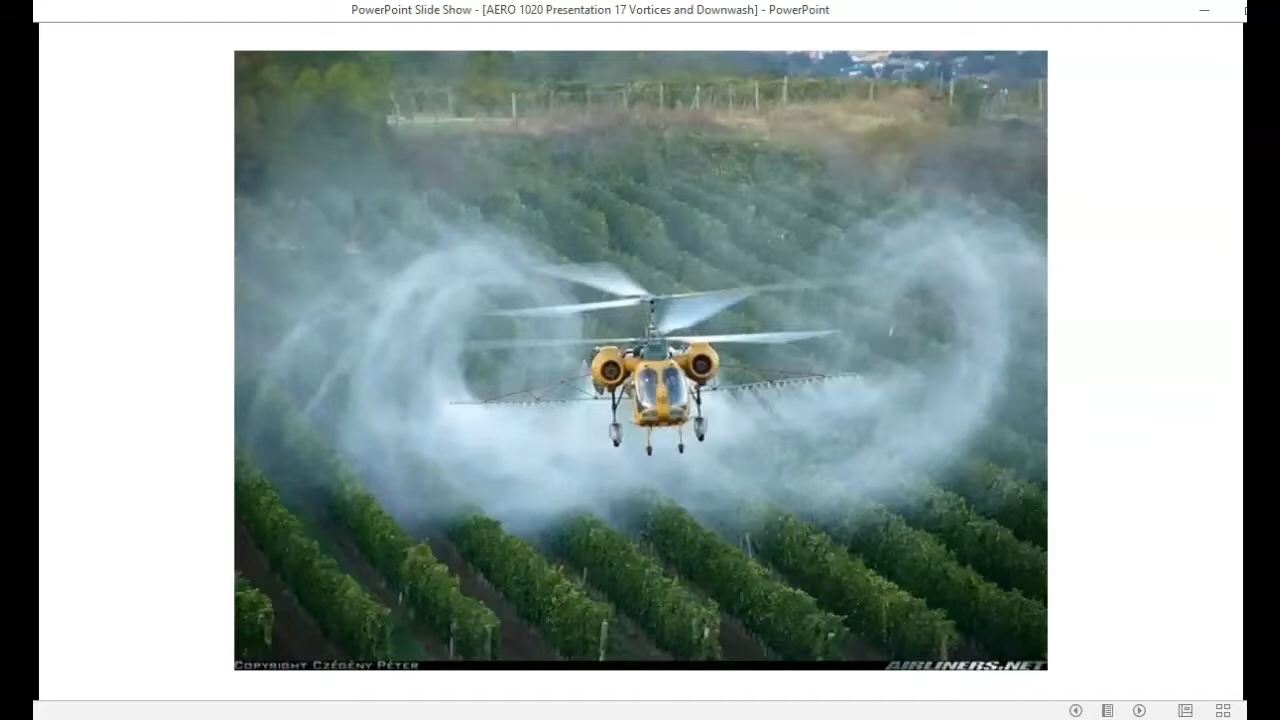 PowerPoint Slide Show - [AERO 1020 Presentation 17 Vortices and Downwash] - PowerPoint
COPYRIGHT CZÉGÉNY PÉTER
AIRLINERS.NET